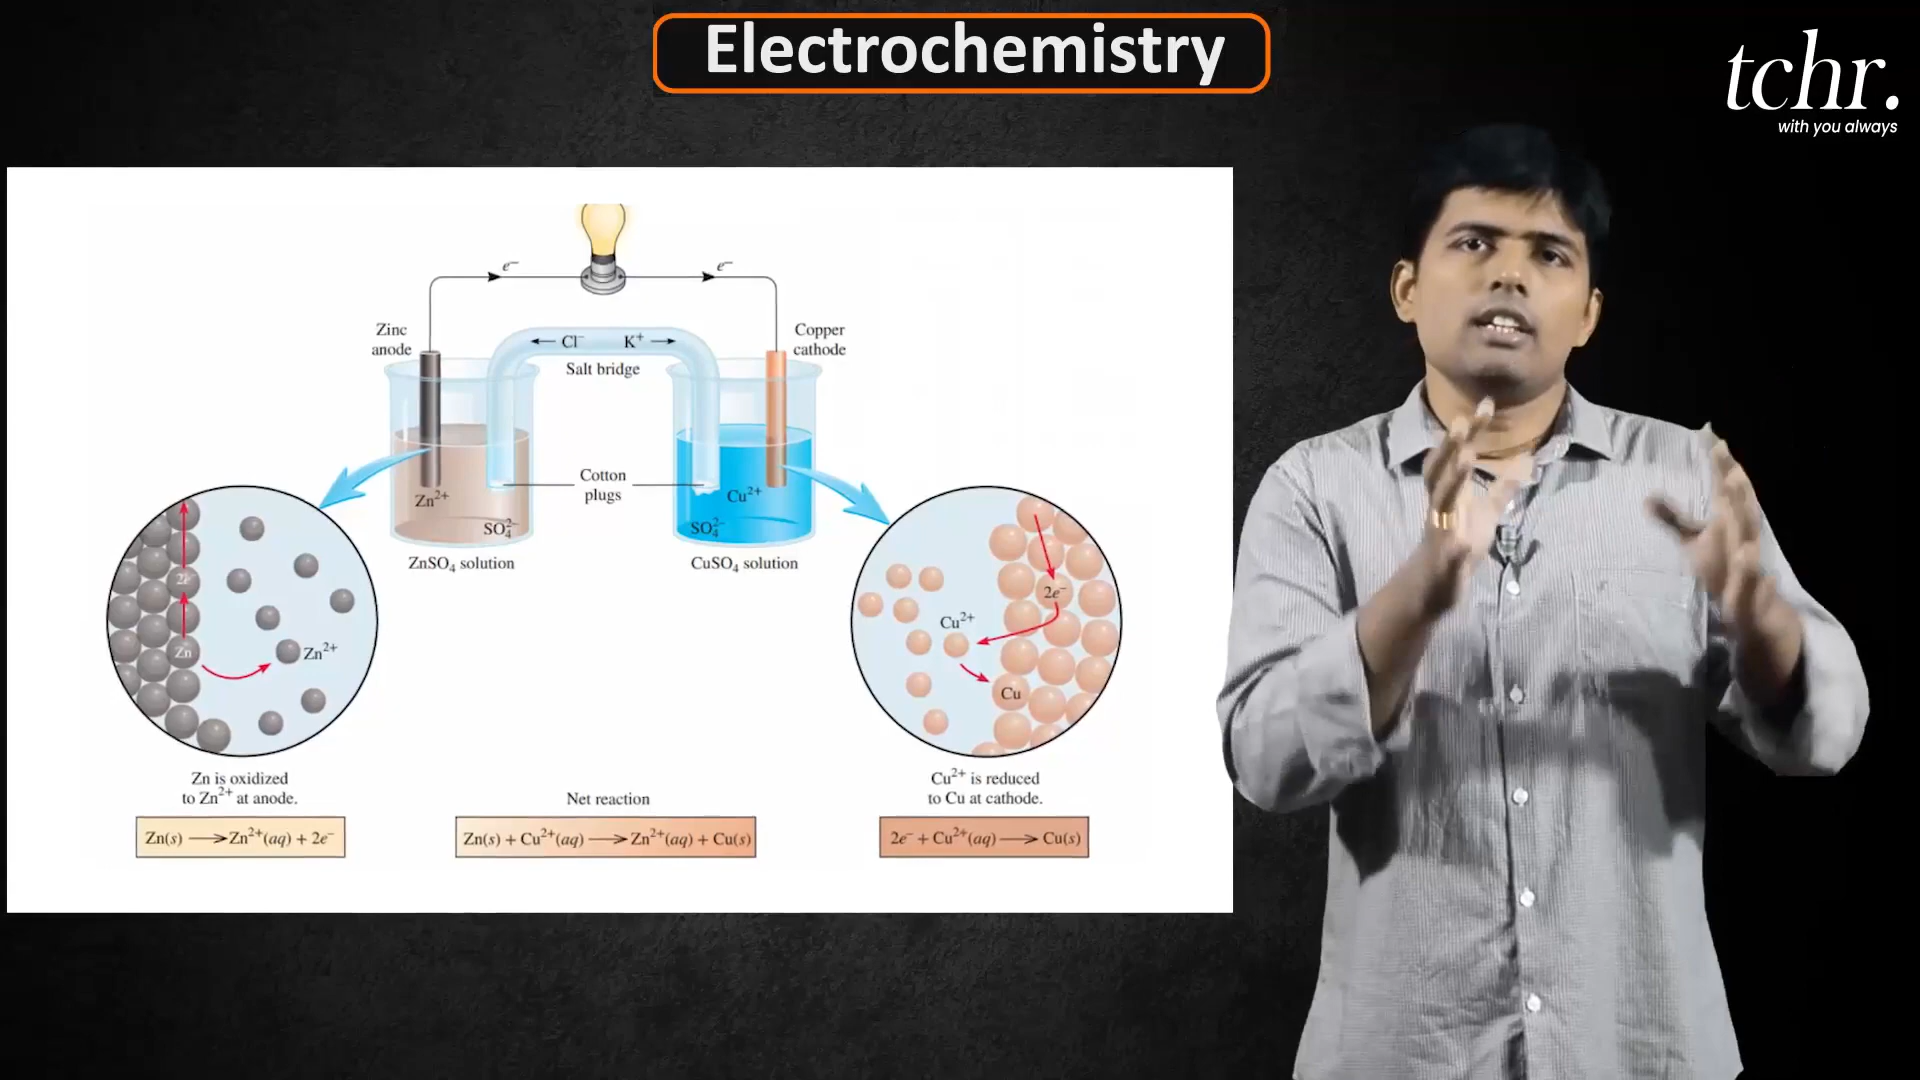 Electrochemistry
tchr.
with you always
e⁻
e⁻
Zinc
anode
Cl⁻
K⁺
Copper
cathode
Salt bridge
Cotton
plugs
Zn²⁺
SO₄²⁻
Cu²⁺
SO₄²⁻
ZnSO₄ solution
CuSO₄ solution
2e⁻
Zn
Zn²⁺
2e⁻
Cu²⁺
Cu
Zn is oxidized
to Zn²⁺ at anode.
Net reaction
Cu²⁺ is reduced
to Cu at cathode.
Zn(s) ⟶ Zn²⁺(aq) + 2e⁻
Zn(s) + Cu²⁺(aq) ⟶ Zn²⁺(aq) + Cu(s)
2e⁻ + Cu²⁺(aq) ⟶ Cu(s)